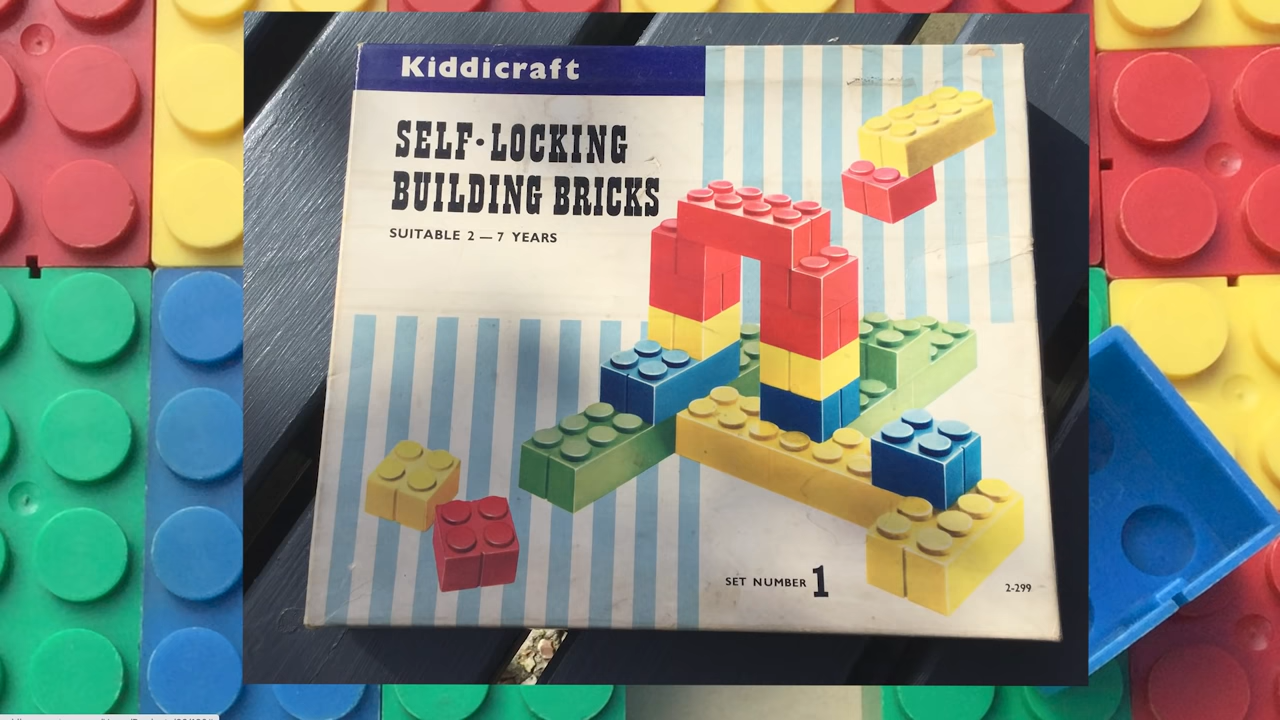 Kiddicraft
SELF-LOCKING
BUILDING BRICKS
SUITABLE 2 — 7 YEARS
SET NUMBER 1
2-299